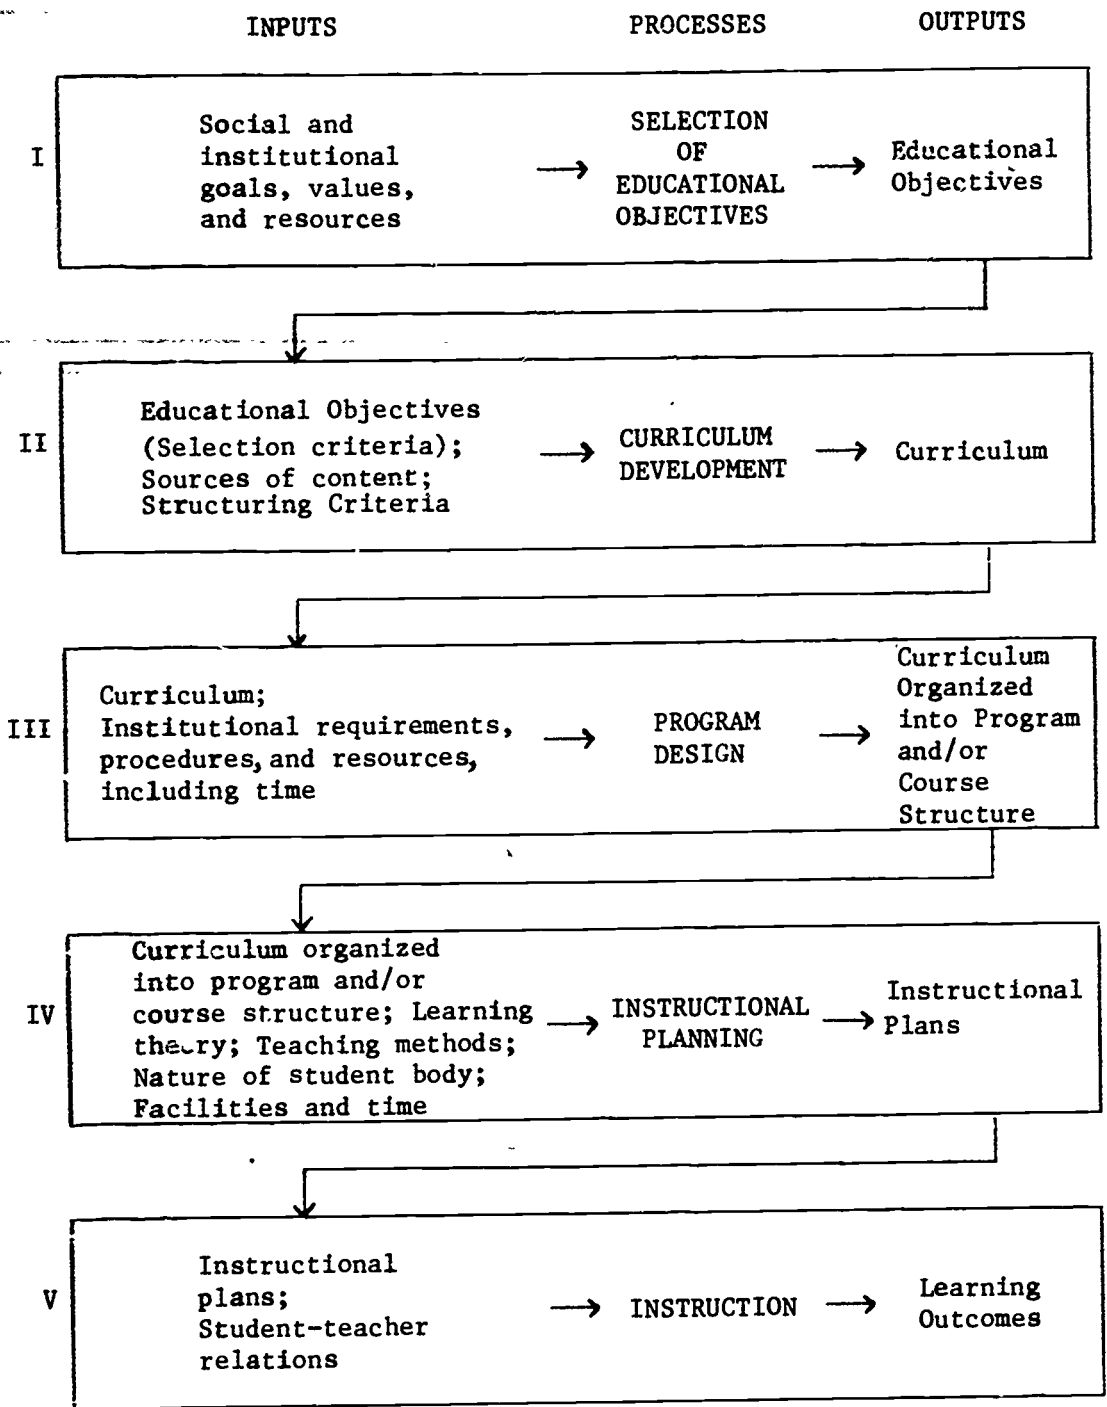 INPUTS PROCESSES OUTPUTS
I
Social and
institutional
goals, values,
and resources
SELECTION
OF
EDUCATIONAL
OBJECTIVES
Educational
Objectives
II
Educational Objectives
(Selection criteria);
Sources of content;
Structuring Criteria
CURRICULUM
DEVELOPMENT
Curriculum
III
Curriculum;
Institutional requirements,
procedures, and resources,
including time
PROGRAM
DESIGN
Curriculum
Organized
into Program
and/or
Course
Structure
IV
Curriculum organized
into program and/or
course structure; Learning
theory; Teaching methods;
Nature of student body;
Facilities and time
INSTRUCTIONAL
PLANNING
Instructional
Plans
V
Instructional
plans;
Student-teacher
relations
INSTRUCTION
Learning
Outcomes